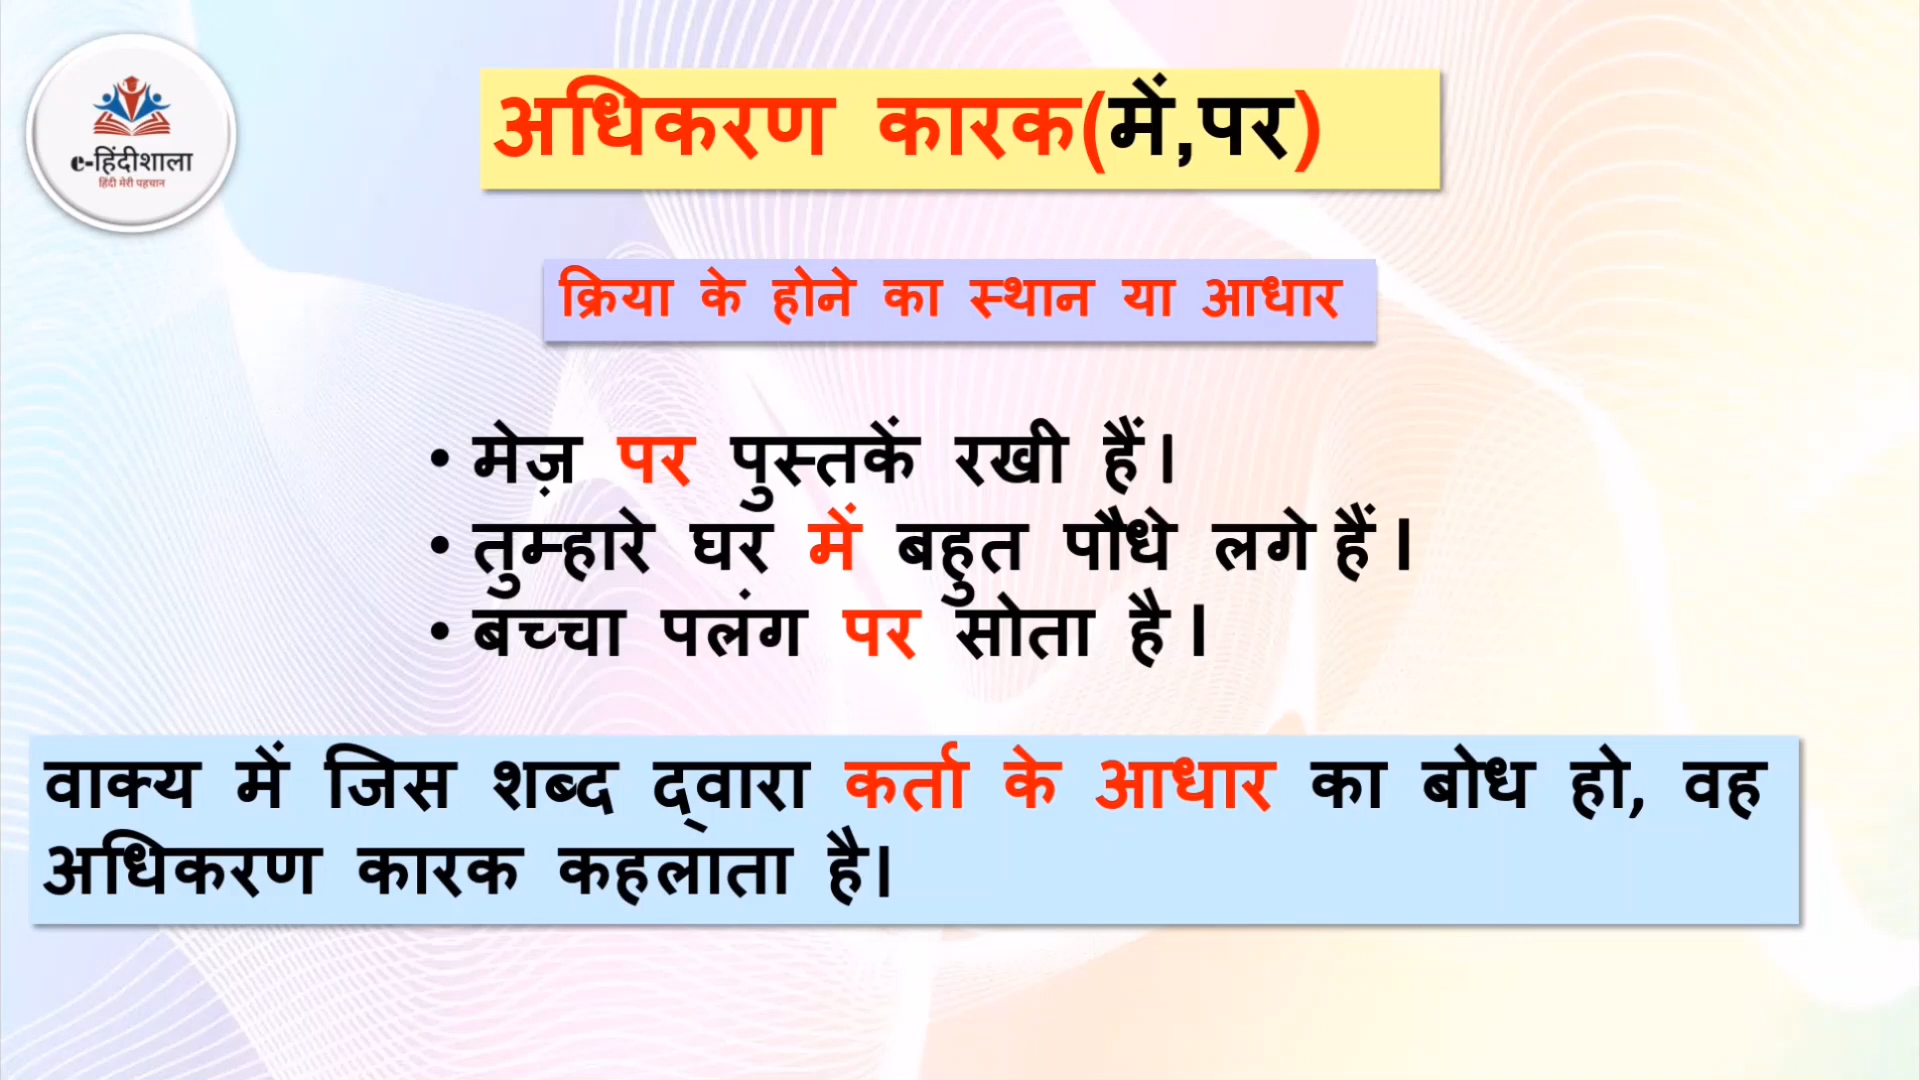 e-हिंदीशाला
हिंदी मेरी पहचान
अधिकरण कारक(में,पर)
क्रिया के होने का स्थान या आधार
• मेज़ पर पुस्तकें रखी हैं।
• तुम्हारे घर में बहुत पौधे लगे हैं।
• बच्चा पलंग पर सोता है।
वाक्य में जिस शब्द द्वारा कर्ता के आधार का बोध हो, वह
अधिकरण कारक कहलाता है।